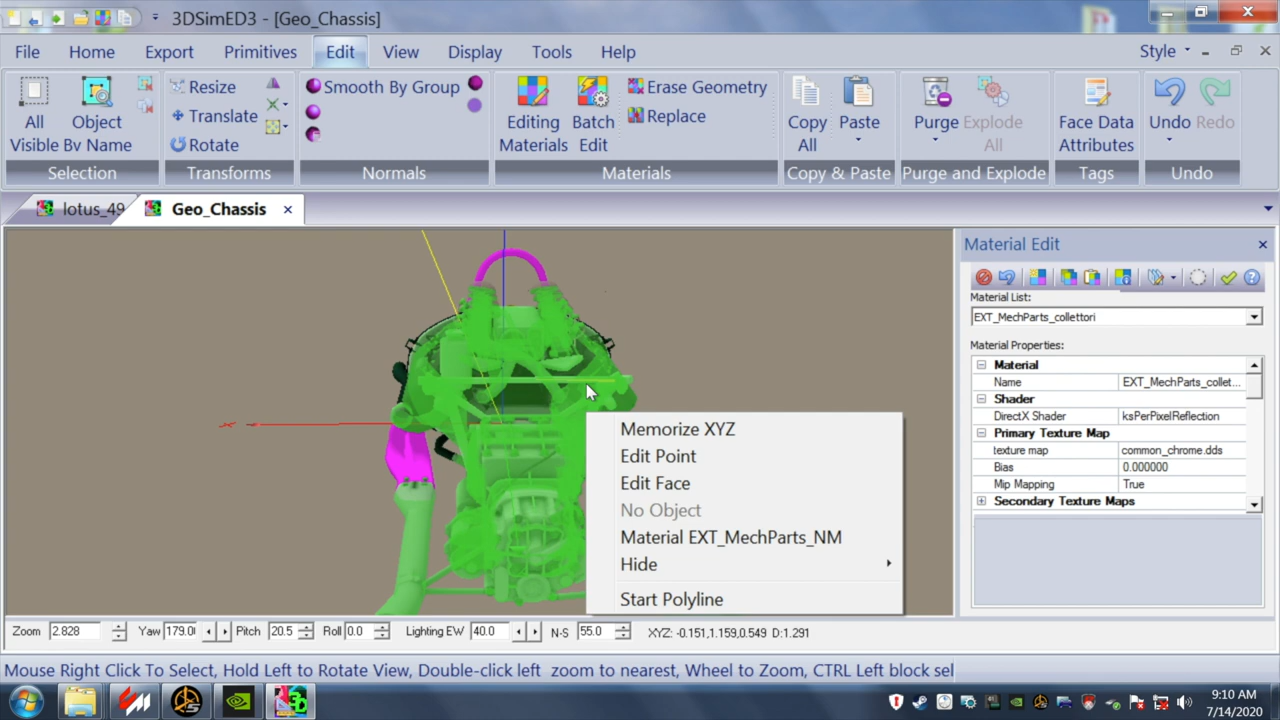 3DSimED3 - [Geo_Chassis]
File Home Export Primitives Edit View Display Tools Help Style
All Visible
Object By Name
Selection
Resize
Translate
Rotate
Transforms
Smooth By Group
Normals
Editing Materials
Batch Edit
Erase Geometry
Replace
Materials
Copy All
Paste
Copy & Paste
Purge
Explode All
Purge and Explode
Face Data Attributes
Tags
Undo
Redo
Undo
lotus_49
Geo_Chassis
Material Edit
Material List:
EXT_MechParts_collettori
Material Properties:
Material
Name EXT_MechParts_collet...
Shader
DirectX Shader ksPerPixelReflection
Primary Texture Map
texture map common_chrome.dds
Bias 0.000000
Mip Mapping True
Secondary Texture Maps
Memorize XYZ
Edit Point
Edit Face
No Object
Material EXT_MechParts_NM
Hide
Start Polyline
Zoom 2.828 Yaw 179.0 Pitch 20.5 Roll 0.0 Lighting EW 40.0 N-S 55.0 XYZ: -0.151,1.159,0.549 D:1.291
Mouse Right Click To Select, Hold Left to Rotate View, Double-click left zoom to nearest, Wheel to Zoom, CTRL Left block sel
9:10 AM
7/14/2020